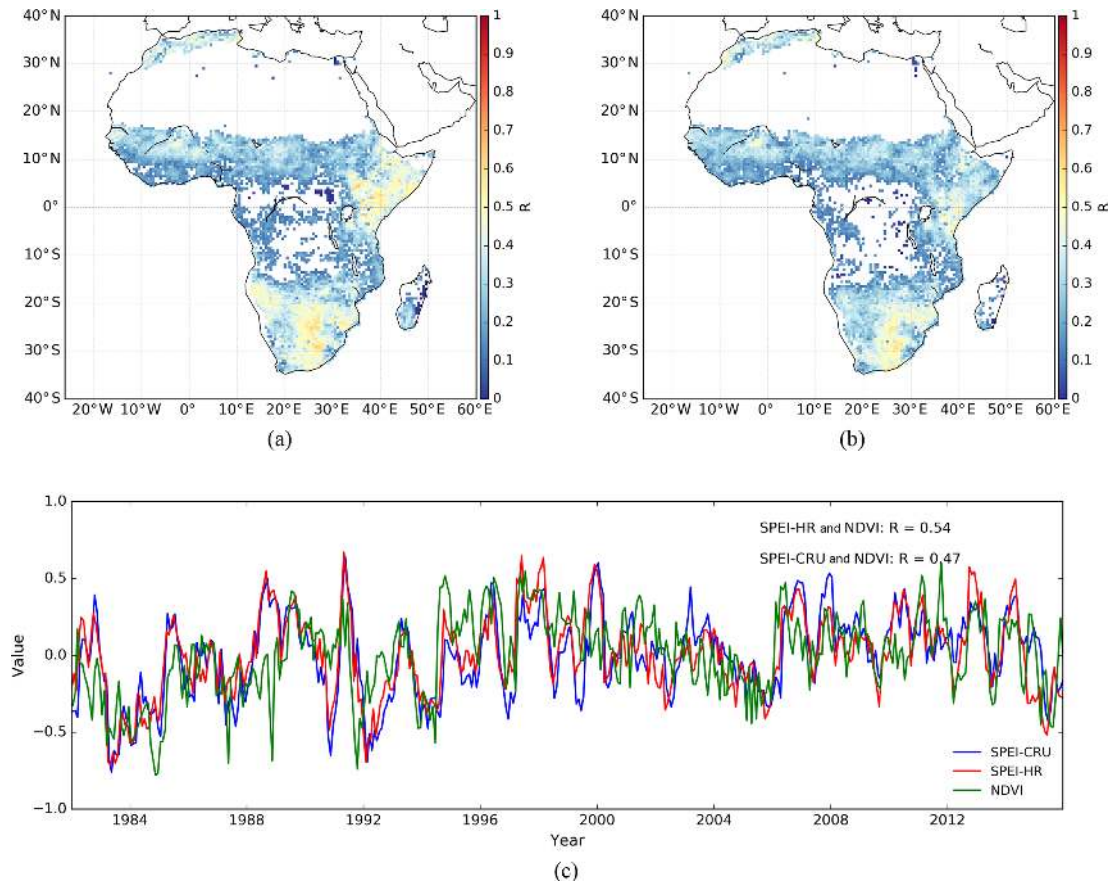 40°N
30°N
20°N
10°N
0°
10°S
20°S
30°S
40°S
20°W 10°W 0° 10°E 20°E 30°E 40°E 50°E 60°E
1
0.9
0.8
0.7
0.6
0.5
0.4
0.3
0.2
0.1
0
R
(a)
40°N
30°N
20°N
10°N
0°
10°S
20°S
30°S
40°S
20°W 10°W 0° 10°E 20°E 30°E 40°E 50°E 60°E
1
0.9
0.8
0.7
0.6
0.5
0.4
0.3
0.2
0.1
0
R
(b)
1.0
0.5
0.0
−0.5
−1.0
Value
SPEI-HR and NDVI: R = 0.54
SPEI-CRU and NDVI: R = 0.47
SPEI-CRU
SPEI-HR
NDVI
1984 1988 1992 1996 2000 2004 2008 2012
Year
(c)